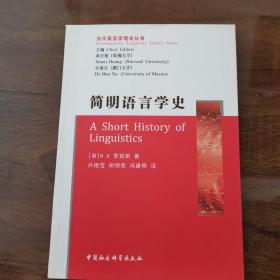 当代语言学理论丛书
Contemporary Linguistic Theory Series
主编 Chief Editors
黄正德(哈佛大学)
James Huang (Harvard University)
许德宝(澳门大学)
De Bao Xu (University of Macau)
简明语言学史
A Short History of
Linguistics
[英]R.H.罗宾斯 著
许德宝 胡明亮 冯建明 译
中国社会科学出版社